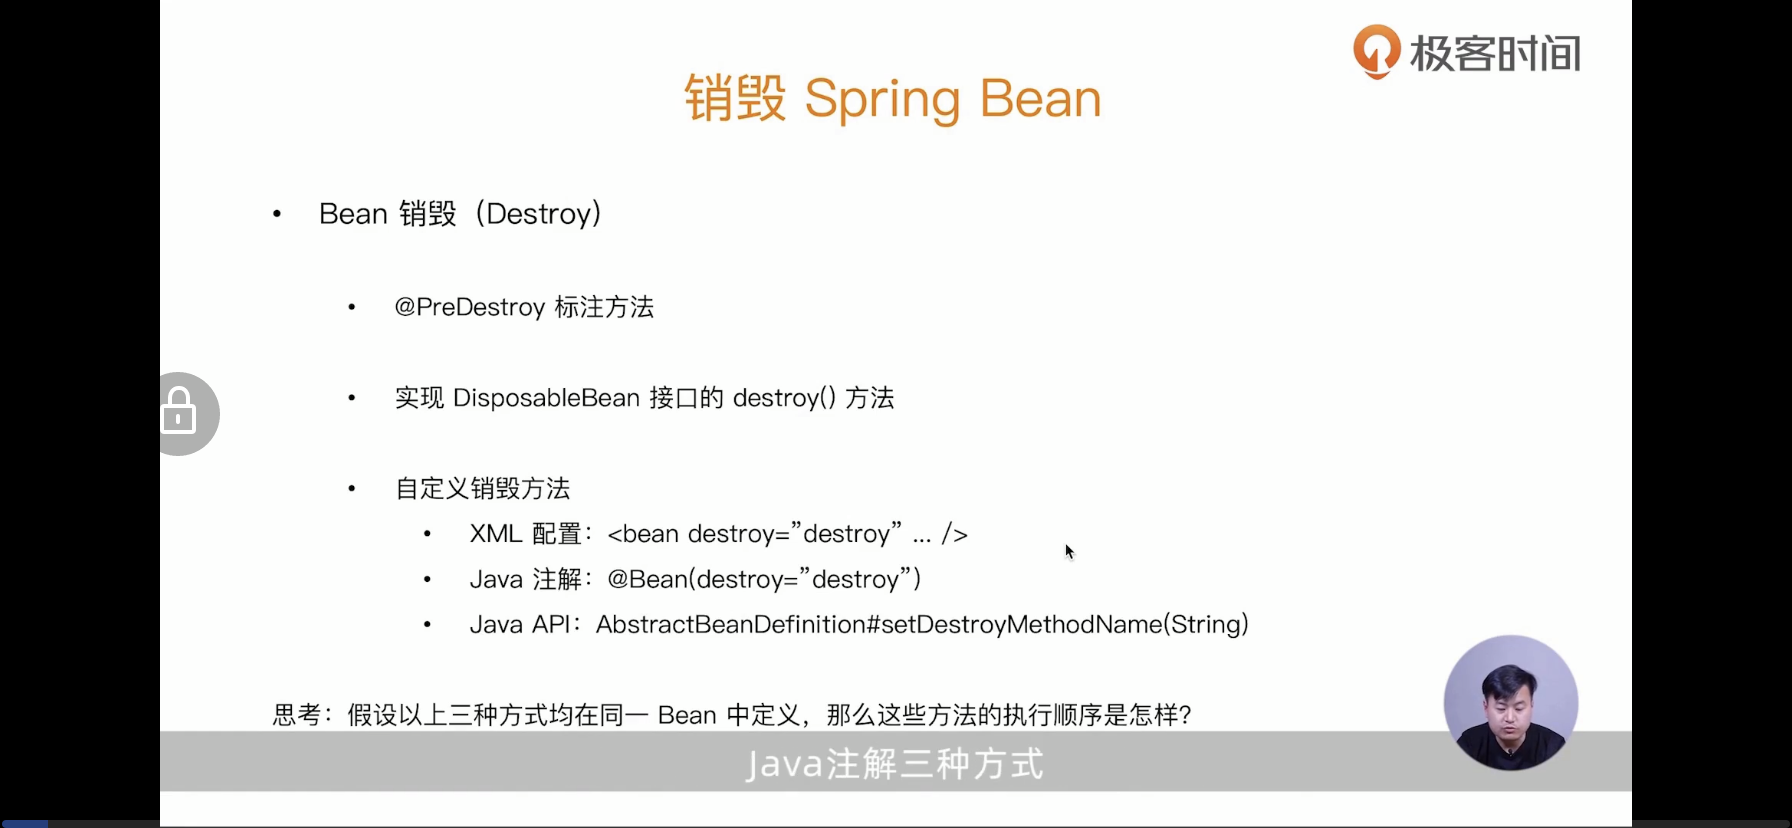 极客时间
销毁 Spring Bean
• Bean 销毁（Destroy）
• @PreDestroy 标注方法
• 实现 DisposableBean 接口的 destroy() 方法
• 自定义销毁方法
• XML 配置：<bean destroy=”destroy” ... />
• Java 注解：@Bean(destroy=”destroy”)
• Java API：AbstractBeanDefinition#setDestroyMethodName(String)
思考：假设以上三种方式均在同一 Bean 中定义，那么这些方法的执行顺序是怎样？
Java注解三种方式